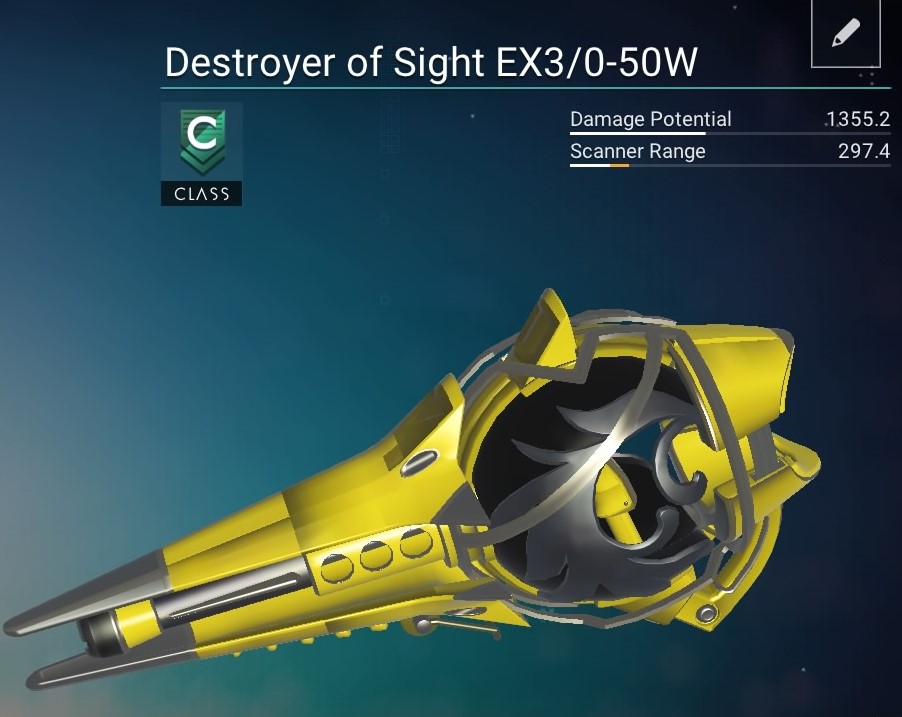 Destroyer of Sight EX3/0-50W
C
CLASS
Damage Potential 1355.2
Scanner Range 297.4